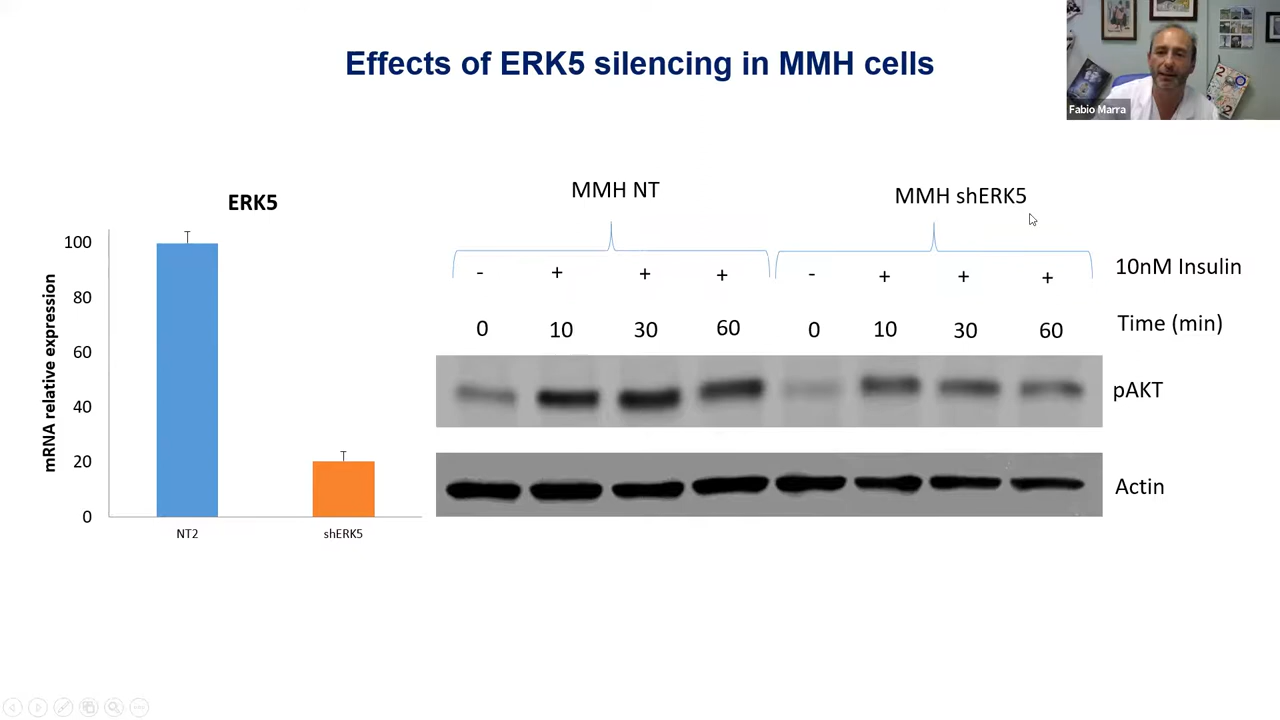 Effects of ERK5 silencing in MMH cells
Fabio Marra
ERK5
mRNA relative expression
100
80
60
40
20
0
NT2
shERK5
MMH NT
MMH shERK5
- + + + - + + + 10nM Insulin
0 10 30 60 0 10 30 60 Time (min)
pAKT
Actin